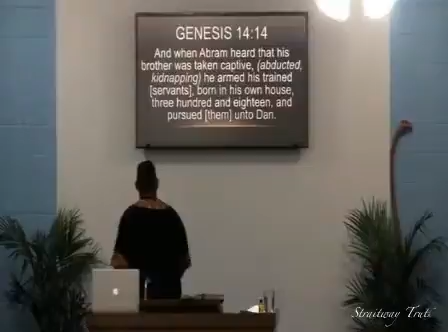 GENESIS 14:14
And when Abram heard that his
brother was taken captive, (abducted,
kidnapping) he armed his trained
[servants], born in his own house,
three hundred and eighteen, and
pursued [them] unto Dan.
Straitway Truth